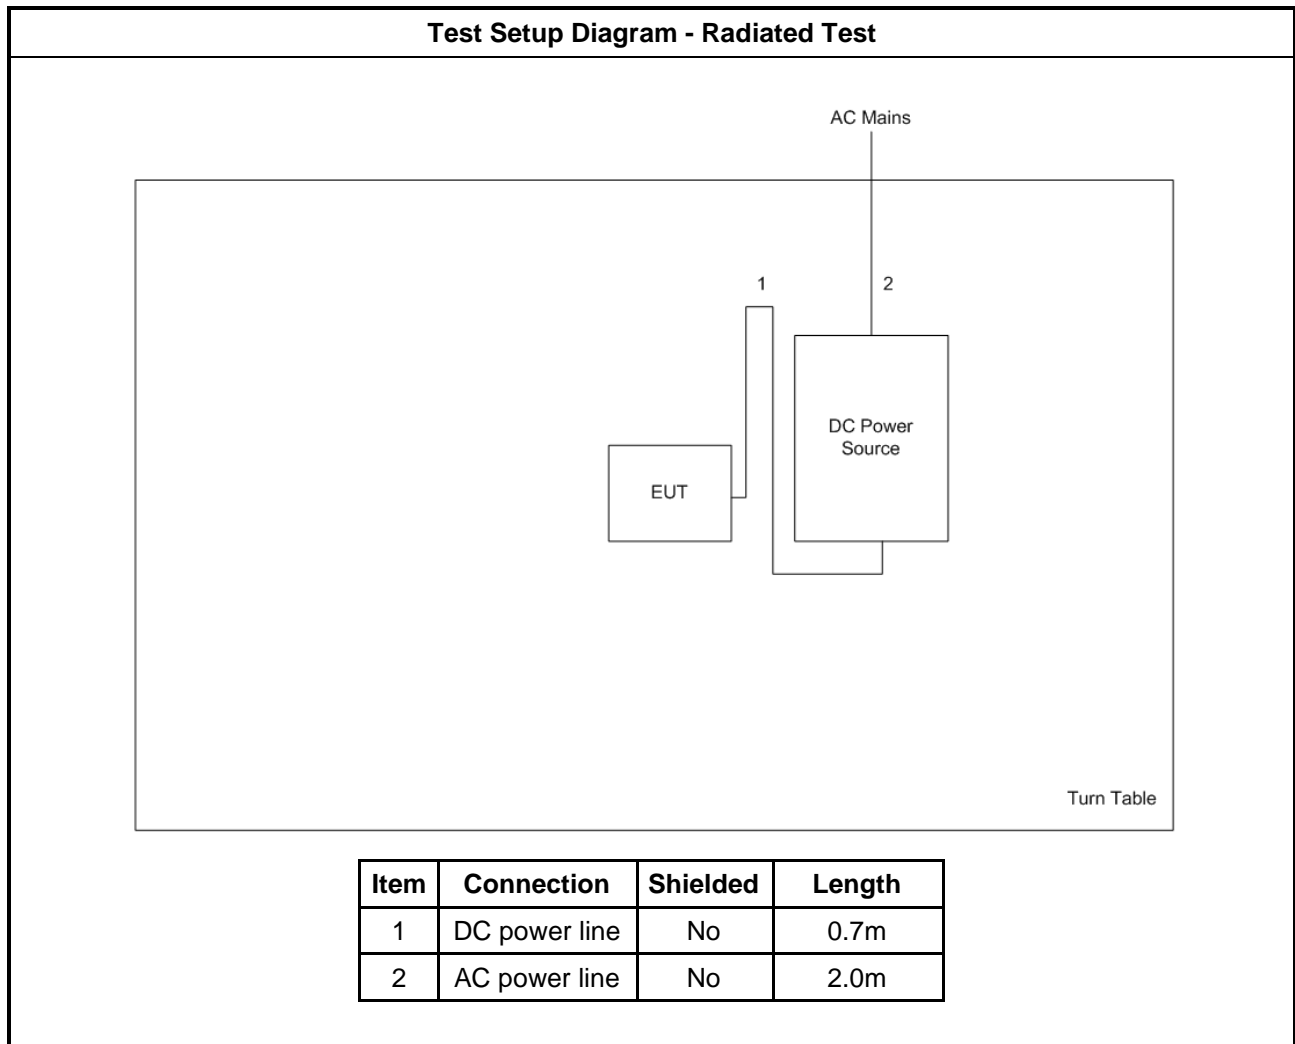 Test Setup Diagram - Radiated Test
AC Mains
1
2
DC Power
Source
EUT
Turn Table
Item Connection Shielded Length
1 DC power line No 0.7m
2 AC power line No 2.0m